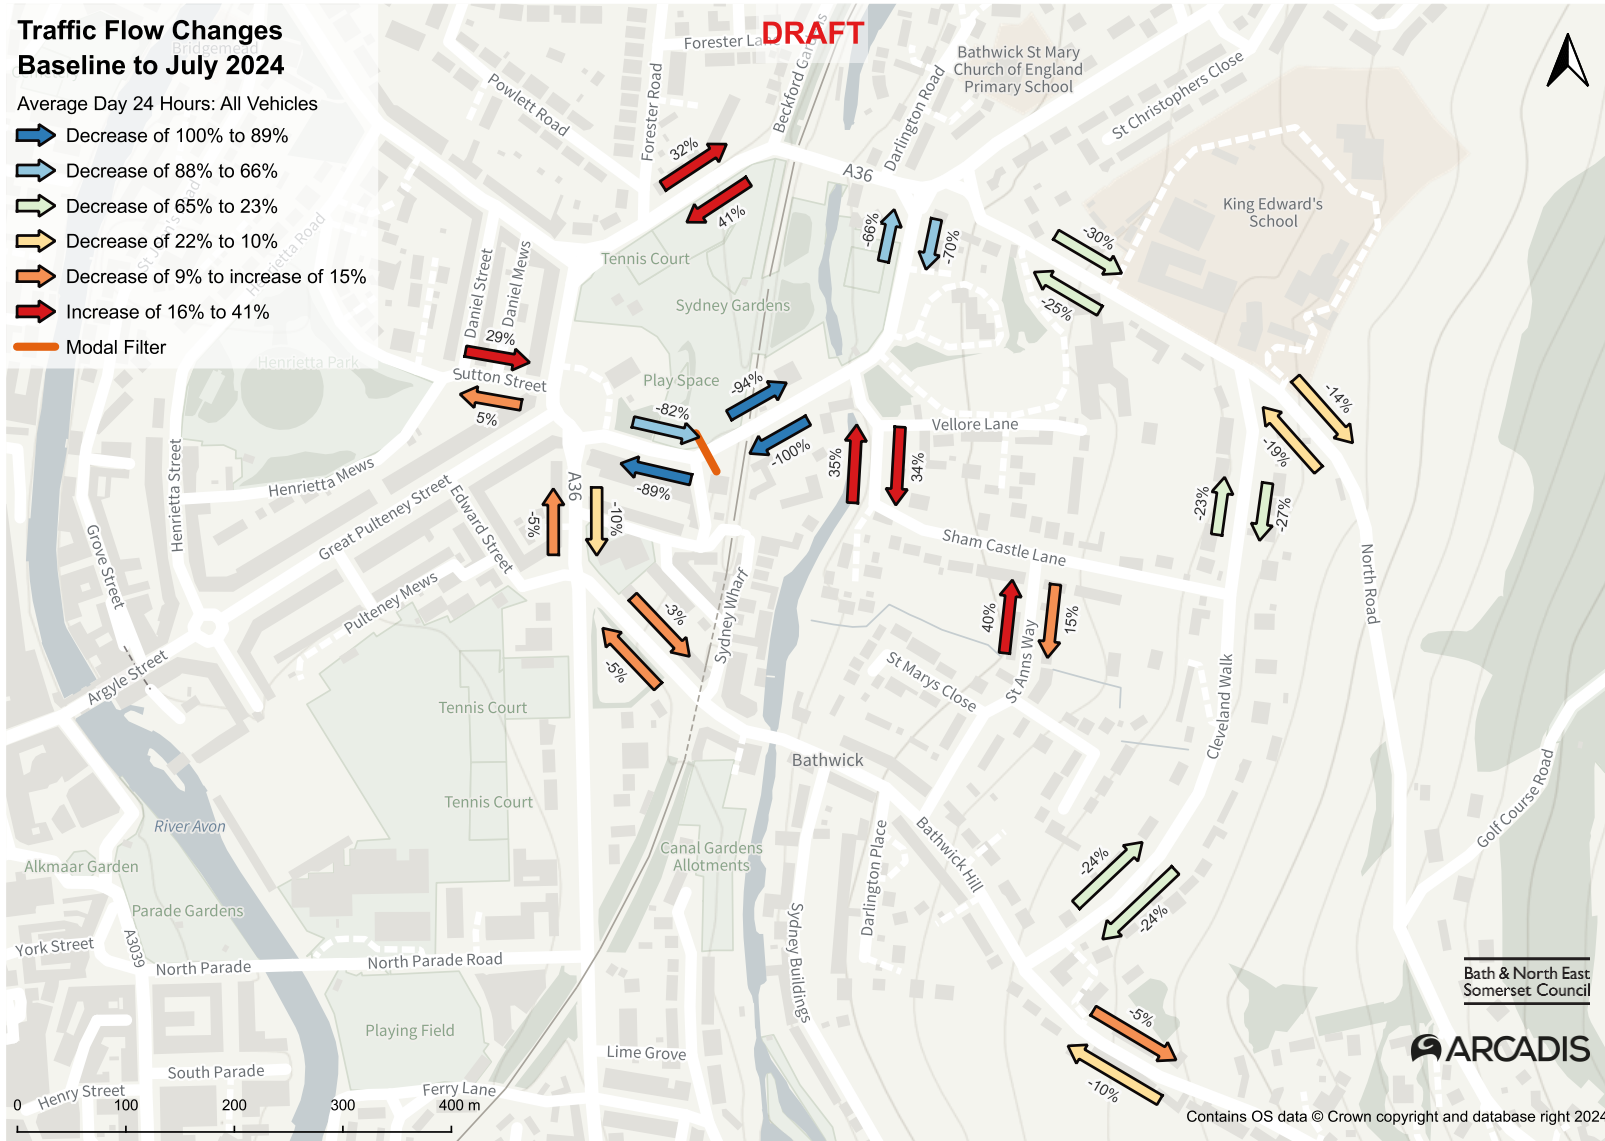 Traffic Flow Changes
Baseline to July 2024
Average Day 24 Hours: All Vehicles
Decrease of 100% to 89%
Decrease of 88% to 66%
Decrease of 65% to 23%
Decrease of 22% to 10%
Decrease of 9% to increase of 15%
Increase of 16% to 41%
Modal Filter
DRAFT
Bridgemead
Forester
Beckford Gardens
Bathwick St Mary
Church of England
Primary School
St Christophers Close
Powlett Road
Forester Road
Darlington Road
A36
32%
41%
King Edward's
School
Henrietta Road
Daniel Street
Daniel Mews
Tennis Court
Sydney Gardens
-66%
-70%
-30%
-25%
29%
Henrietta Park
Sutton Street
5%
Play Space
-82%
-94%
-100%
-89%
Vellore Lane
35%
34%
-14%
-19%
Henrietta Street
Henrietta Mews
Great Pulteney Street
Edward Street
A36
-5%
-10%
-23%
-27%
Grove Street
Sham Castle Lane
North Road
Pulteney Mews
Sydney Wharf
-3%
-5%
40%
15%
St Anns Way
St Marys Close
Argyle Street
Tennis Court
Cleveland Walk
Bathwick
Tennis Court
River Avon
Golf Course Road
Canal Gardens
Allotments
Darlington Place
Bathwick Hill
-24%
-24%
Alkmaar Garden
Parade Gardens
York Street
A3039
North Parade
North Parade Road
Sydney Buildings
Playing Field
-5%
-10%
Lime Grove
South Parade
Henry Street
Ferry Lane
0 100 200 300 400 m
Bath & North East
Somerset Council
ARCADIS
Contains OS data © Crown copyright and database right 2024